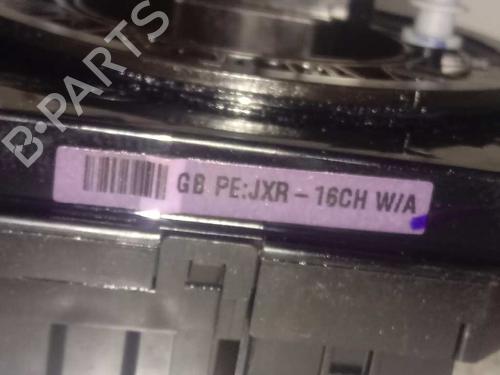 B-PARTS
GB PE:JXR - 16CH W/A